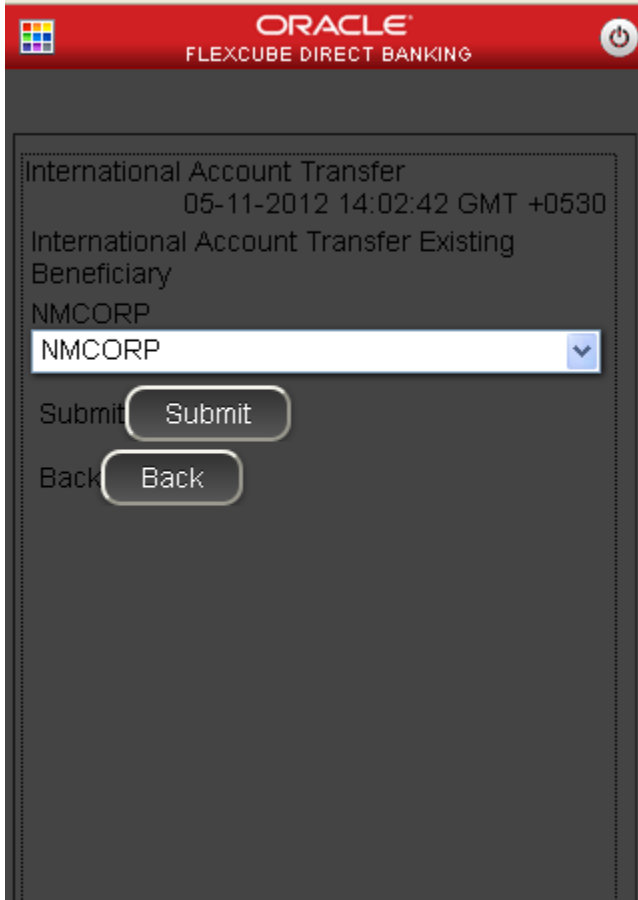 ORACLE
FLEXCUBE DIRECT BANKING
International Account Transfer
05-11-2012 14:02:42 GMT +0530
International Account Transfer Existing
Beneficiary
NMCORP
NMCORP
Submit Submit
Back Back